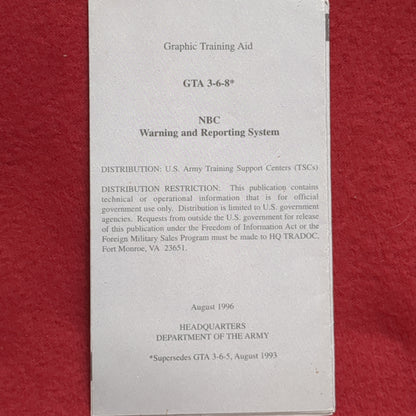 Graphic Training Aid
GTA 3-6-8*
NBC
Warning and Reporting System
DISTRIBUTION: U.S. Army Training Support Centers (TSCs)
DISTRIBUTION RESTRICTION: This publication contains
technical or operational information that is for official
government use only. Distribution is limited to U.S. government
agencies. Requests from outside the U.S. government for release
of this publication under the Freedom of Information Act or the
Foreign Military Sales Program must be made to HQ TRADOC,
Fort Monroe, VA 23651.
August 1996
HEADQUARTERS
DEPARTMENT OF THE ARMY
*Supersedes GTA 3-6-5, August 1993